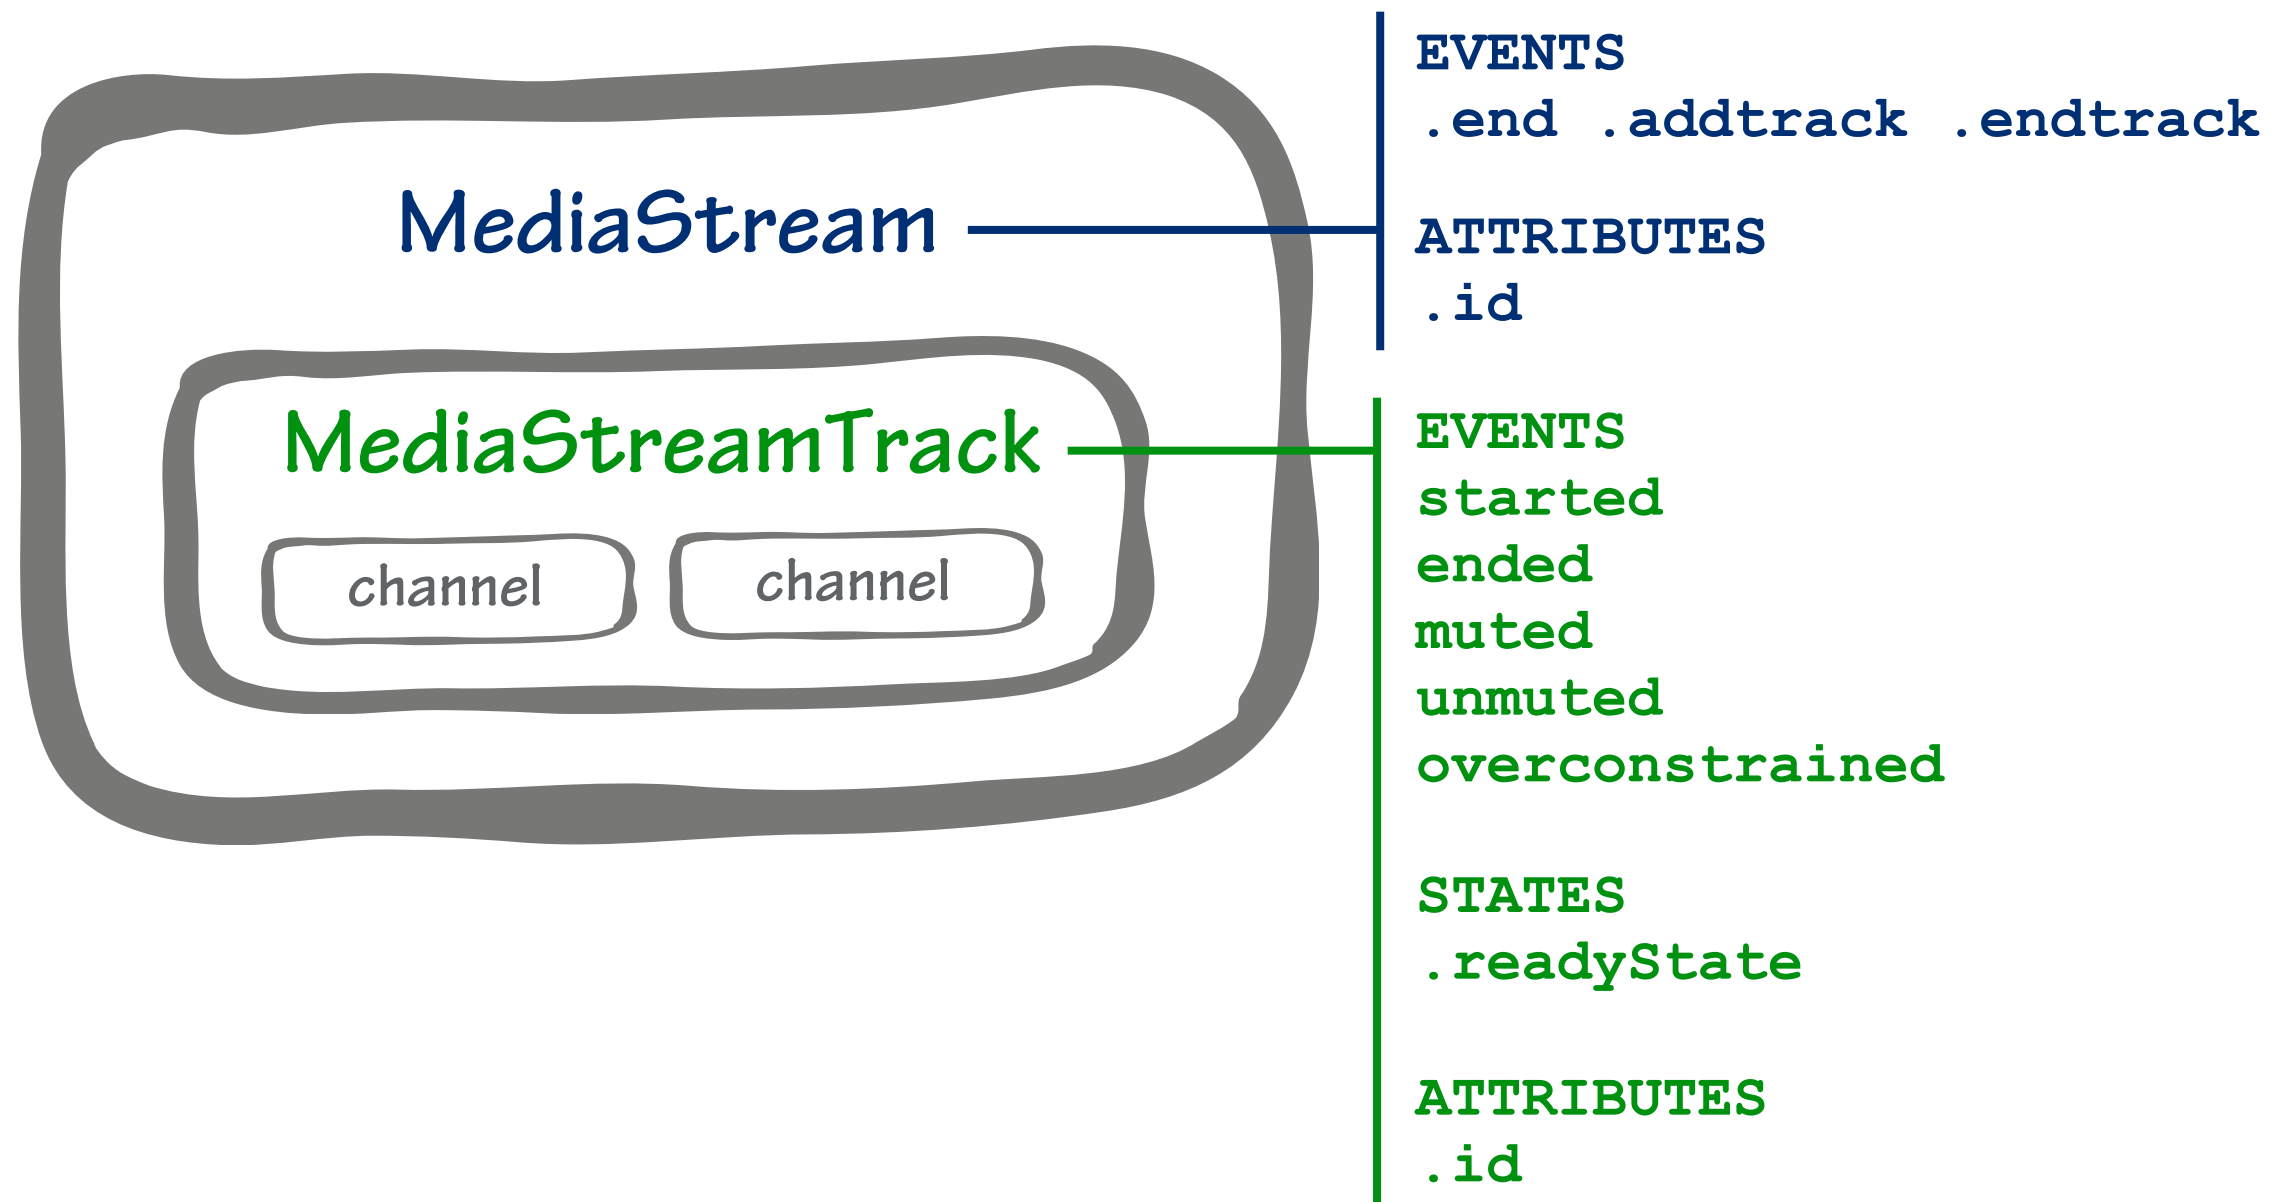 MediaStream
MediaStreamTrack
channel channel
EVENTS
.end .addtrack .endtrack
ATTRIBUTES
.id
EVENTS
started
ended
muted
unmuted
overconstrained
STATES
.readyState
ATTRIBUTES
.id